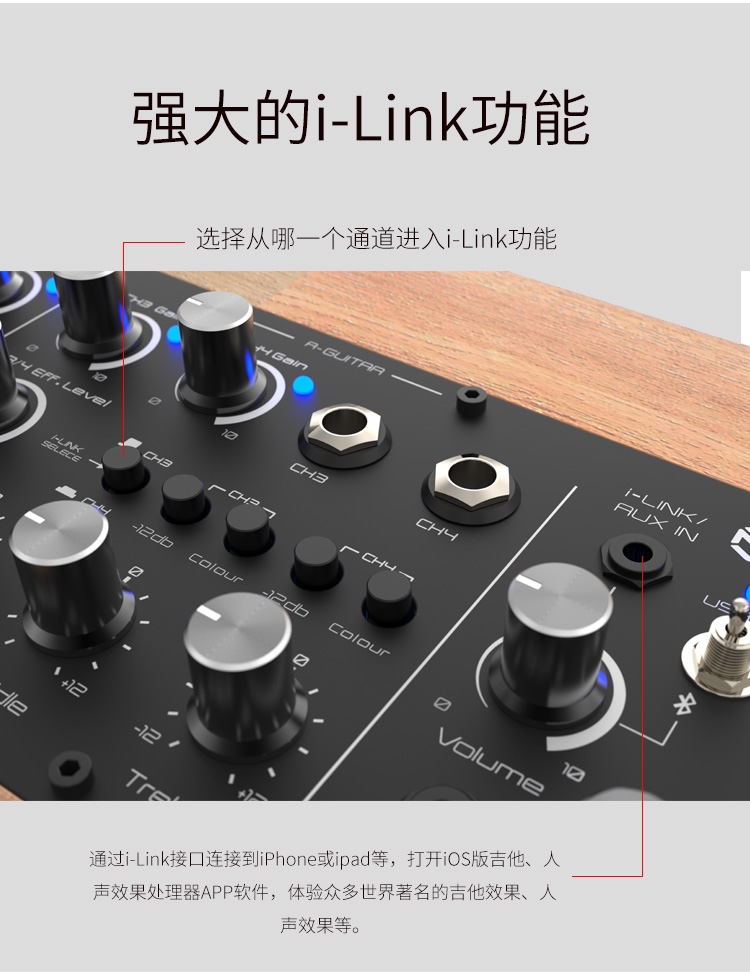 强大的i-Link功能
选择从哪一个通道进入i-Link功能
CH3 Gain
CH4 Gain
A-GUITAR
EFF. Level
0
10
0
10
I-LINK
SELECE
CH3
CH4
CH3
CH4
-12db
Colour
CH3
-12db
Colour
CH4
I-LINK/
AUX IN
0
+12
-12
0
+12
0
10
Volume
通过i-Link接口连接到iPhone或ipad等，打开iOS版吉他、人
声效果处理器APP软件，体验众多世界著名的吉他效果、人
声效果等。